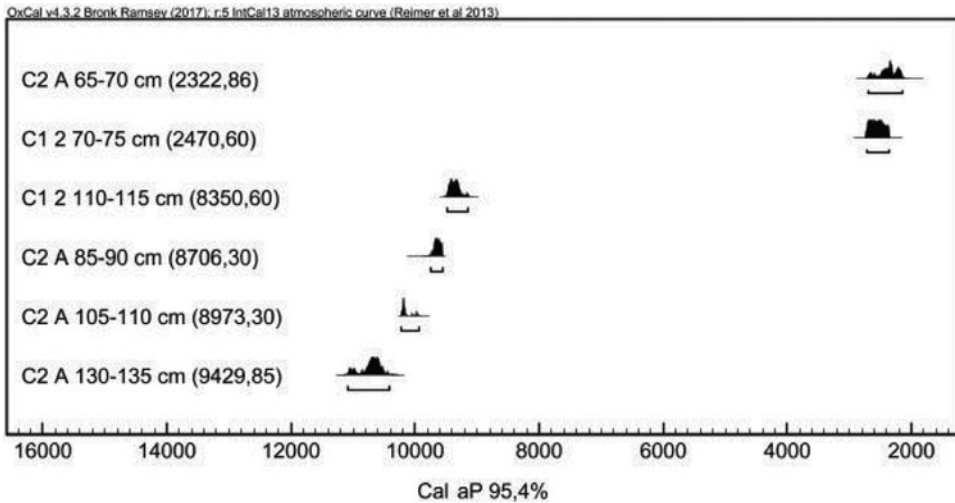 OxCal v4.3.2 Bronk Ramsey (2017); r:5 IntCal13 atmospheric curve (Reimer et al 2013)
C2 A 65-70 cm (2322,86)
C1 2 70-75 cm (2470,60)
C1 2 110-115 cm (8350,60)
C2 A 85-90 cm (8706,30)
C2 A 105-110 cm (8973,30)
C2 A 130-135 cm (9429,85)
16000 14000 12000 10000 8000 6000 4000 2000
Cal aP 95,4%